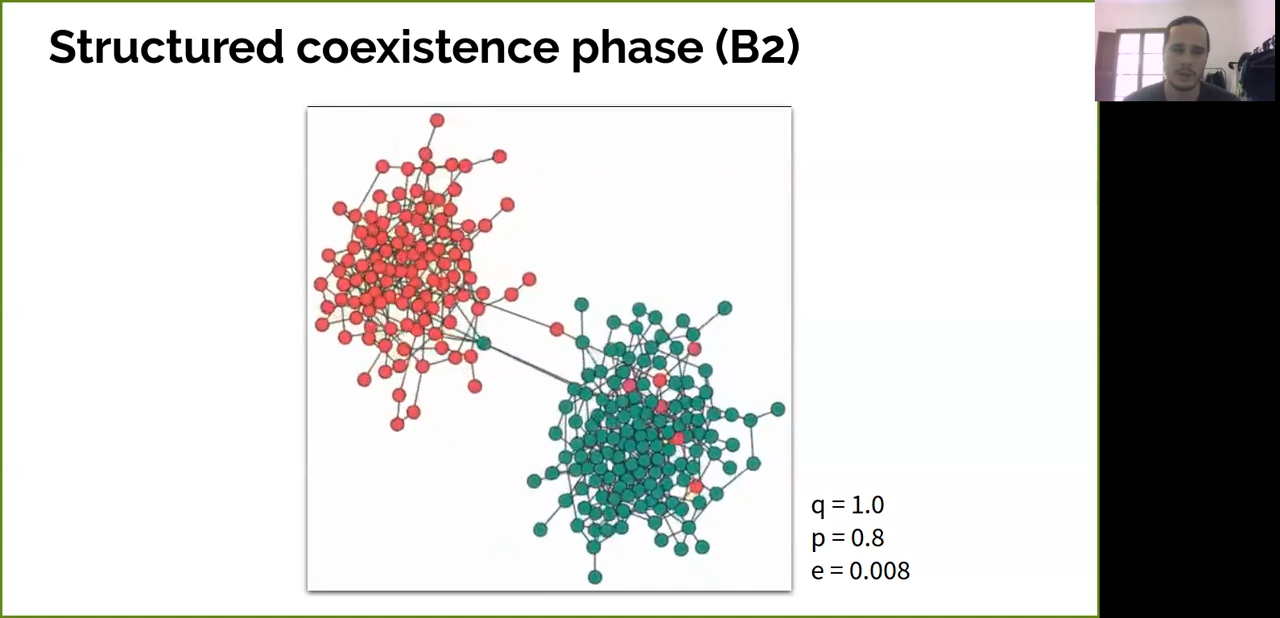 Structured coexistence phase (B2)
q = 1.0
p = 0.8
e = 0.008